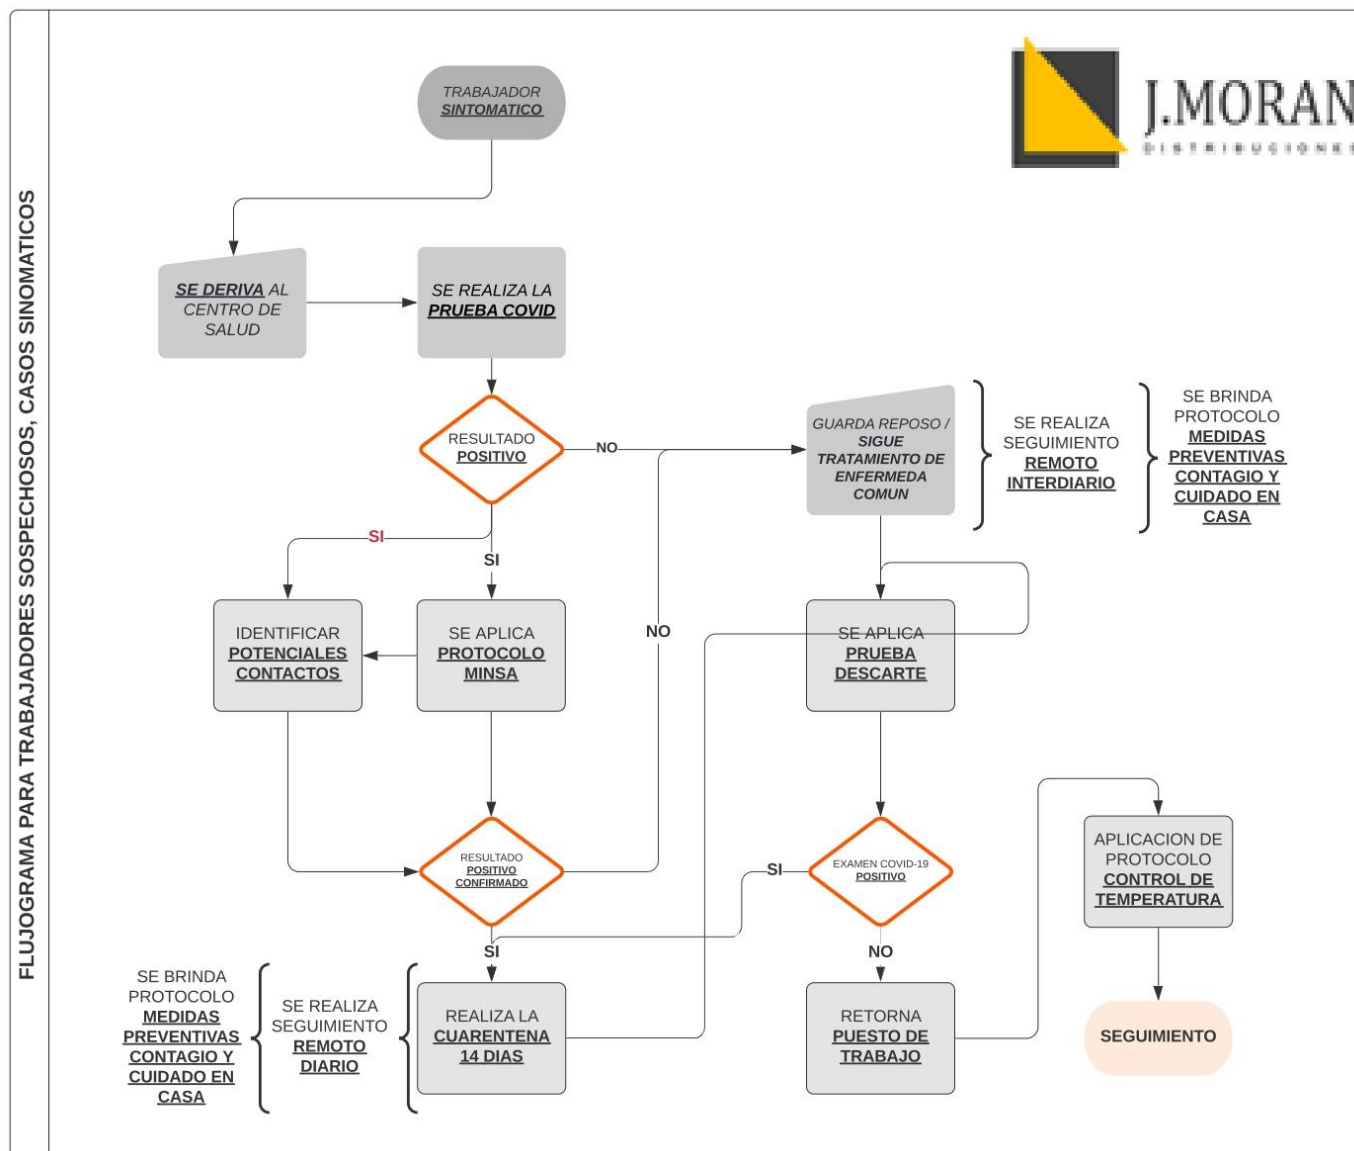 FLUJOGRAMA PARA TRABAJADORES SOSPECHOSOS, CASOS SINOMATICOS
J.MORAN
DISTRIBUCIONES
TRABAJADOR
SINTOMATICO
SE DERIVA AL
CENTRO DE
SALUD
SE REALIZA LA
PRUEBA COVID
RESULTADO
POSITIVO
NO
GUARDA REPOSO /
SIGUE
TRATAMIENTO DE
ENFERMEDA
COMUN
SE REALIZA
SEGUIMIENTO
REMOTO
INTERDIARIO
SE BRINDA
PROTOCOLO
MEDIDAS
PREVENTIVAS
CONTAGIO Y
CUIDADO EN
CASA
SI
SI
IDENTIFICAR
POTENCIALES
CONTACTOS
SE APLICA
PROTOCOLO
MINSA
NO
SE APLICA
PRUEBA
DESCARTE
RESULTADO
POSITIVO
CONFIRMADO
SI
EXAMEN COVID-19
POSITIVO
APLICACION DE
PROTOCOLO
CONTROL DE
TEMPERATURA
SI
NO
SE BRINDA
PROTOCOLO
MEDIDAS
PREVENTIVAS
CONTAGIO Y
CUIDADO EN
CASA
SE REALIZA
SEGUIMIENTO
REMOTO
DIARIO
REALIZA LA
CUARENTENA
14 DIAS
RETORNA
PUESTO DE
TRABAJO
SEGUIMIENTO